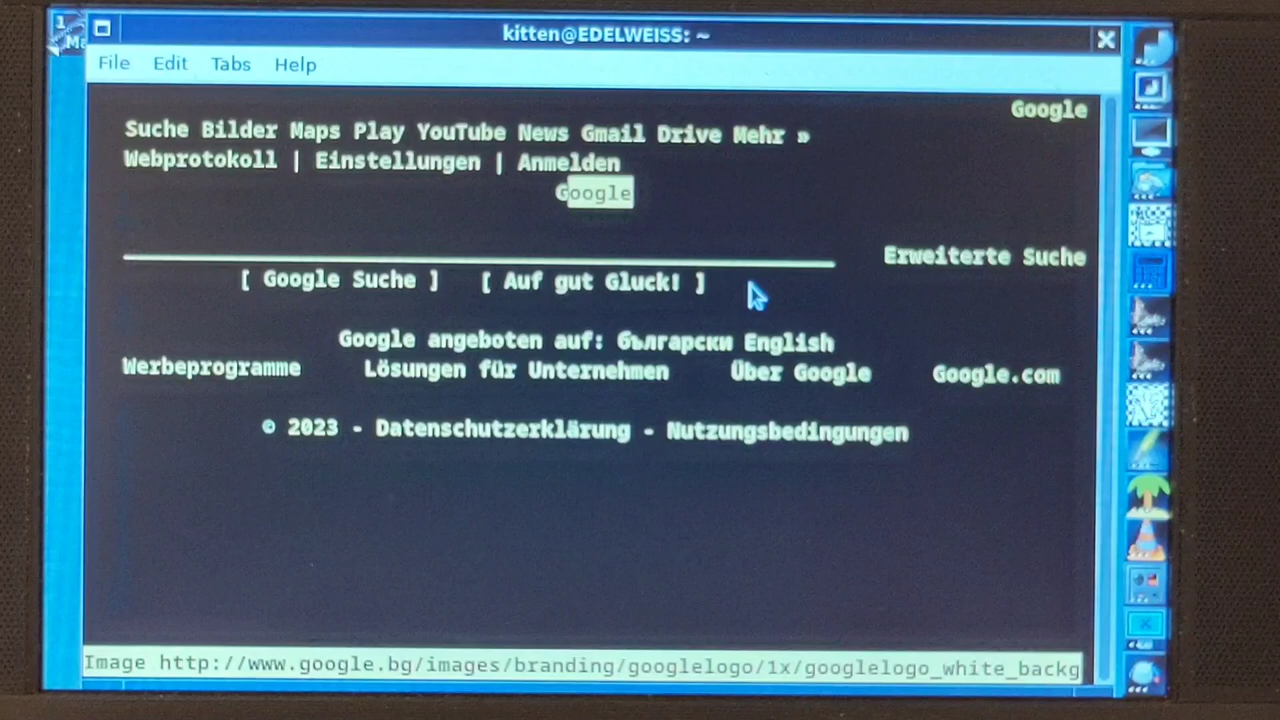 kitten@EDELWEISS: ~
File Edit Tabs Help
Google
Suche Bilder Maps Play YouTube News Gmail Drive Mehr »
Webprotokoll | Einstellungen | Anmelden
Google
Erweiterte Suche
[ Google Suche ] [ Auf gut Gluck! ]
Google angeboten auf: български English
Werbeprogramme Lösungen für Unternehmen Über Google Google.com
© 2023 - Datenschutzerklärung - Nutzungsbedingungen
Image http://www.google.bg/images/branding/googlelogo/1x/googlelogo_white_backg